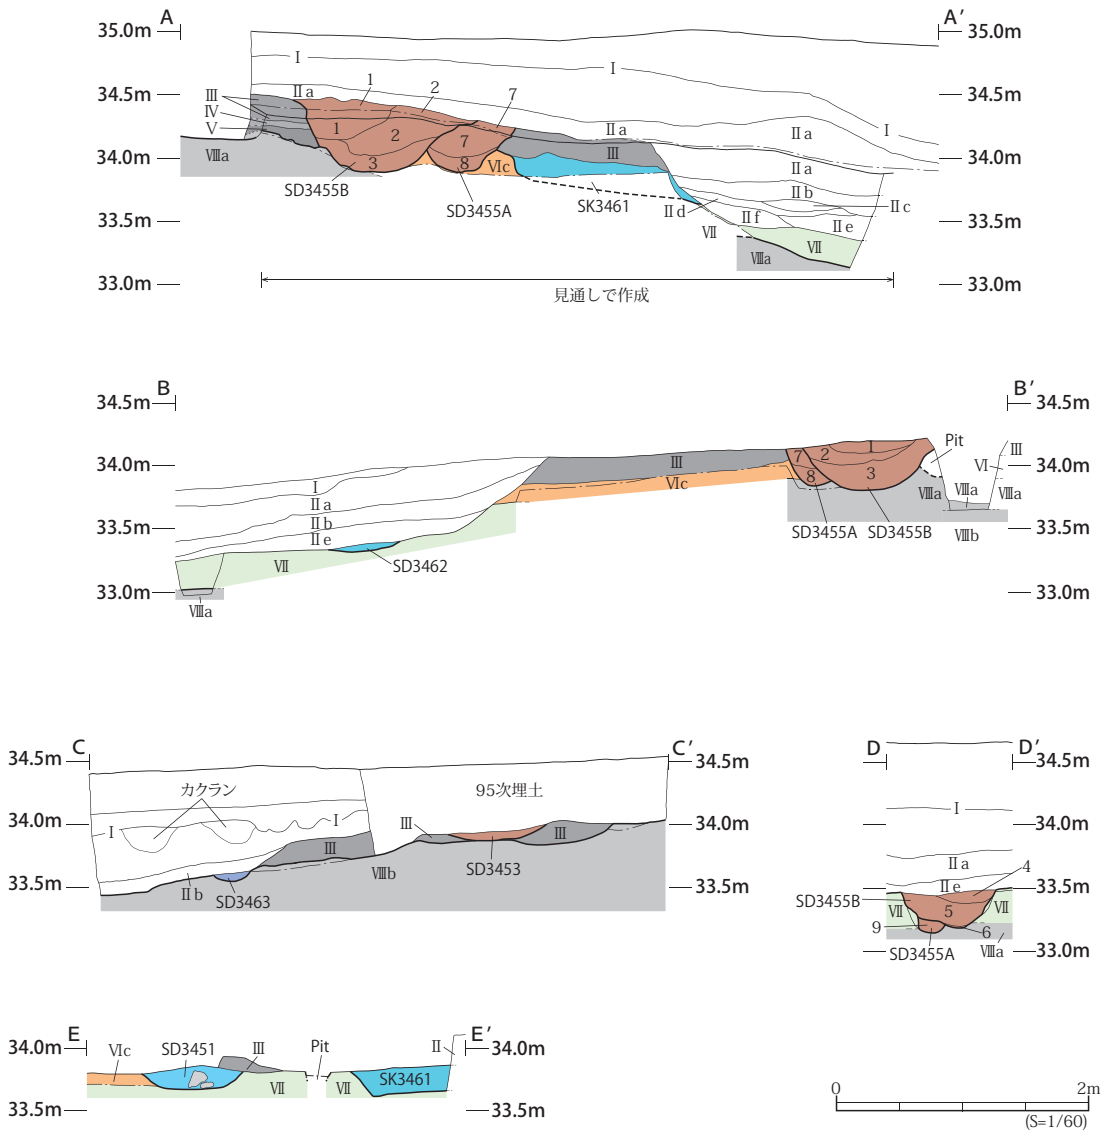 A A′
35.0m 35.0m
I I
34.5m Ⅱa 1 2 7 34.5m
Ⅲ
Ⅳ
Ⅴ 1 2 7 Ⅱa Ⅱa I
Ⅷa 3 8 Ⅵc Ⅲ Ⅱa
34.0m 34.0m
SD3455B SD3455A SK3461 Ⅱd Ⅱb Ⅱc
33.5m Ⅶ Ⅱf Ⅱe 33.5m
Ⅷa Ⅶ
33.0m 33.0m
見通しで作成
B B′
34.5m 34.5m
1 Pit Ⅲ
34.0m 7 2 Ⅲ Ⅵ 34.0m
I Ⅵc 8 3 Ⅷa Ⅷa Ⅷa
Ⅱa
33.5m Ⅱb SD3455A SD3455B Ⅷb 33.5m
Ⅱe
Ⅶ SD3462
33.0m 33.0m
Ⅷa
C C′
34.5m 34.5m
カクラン 95次埋土
34.0m I I Ⅲ Ⅲ 34.0m
Ⅲ
Ⅷb SD3453
33.5m Ⅱb SD3463 33.5m
D D′
34.5m
I
34.0m
Ⅱa 4
Ⅱe 33.5m
SD3455B Ⅶ 5 Ⅶ
9 6
SD3455A Ⅷa 33.0m
E E′
34.0m Ⅵc SD3451 Ⅲ Pit Ⅱ 34.0m
Ⅶ Ⅶ SK3461
33.5m 33.5m
0 2m
(S=1/60)